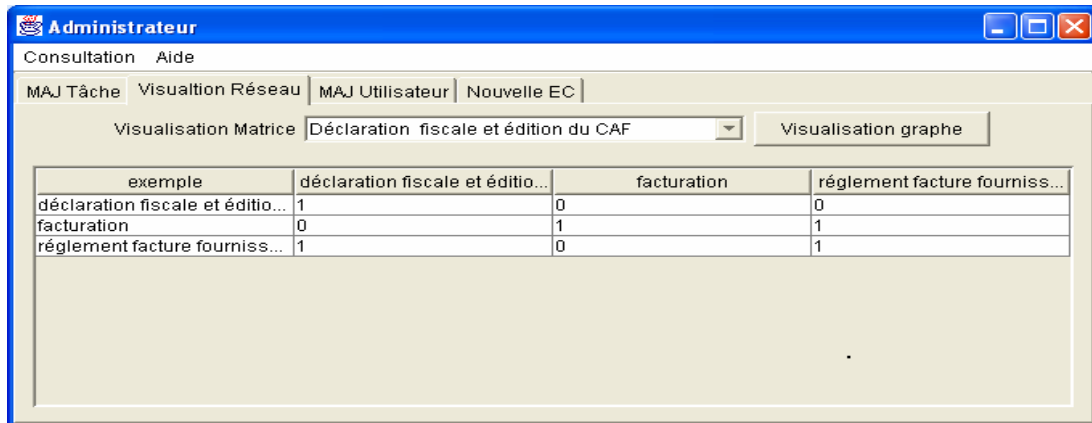 Administrateur
Consultation Aide
MAJ Tâche Visualtion Réseau MAJ Utilisateur Nouvelle EC
Visualisation Matrice Déclaration fiscale et édition du CAF Visualisation graphe
exemple déclaration fiscale et éditio... facturation réglement facture fourniss...
déclaration fiscale et éditio... 1 0 0
facturation 0 1 1
réglement facture fourniss... 1 0 1